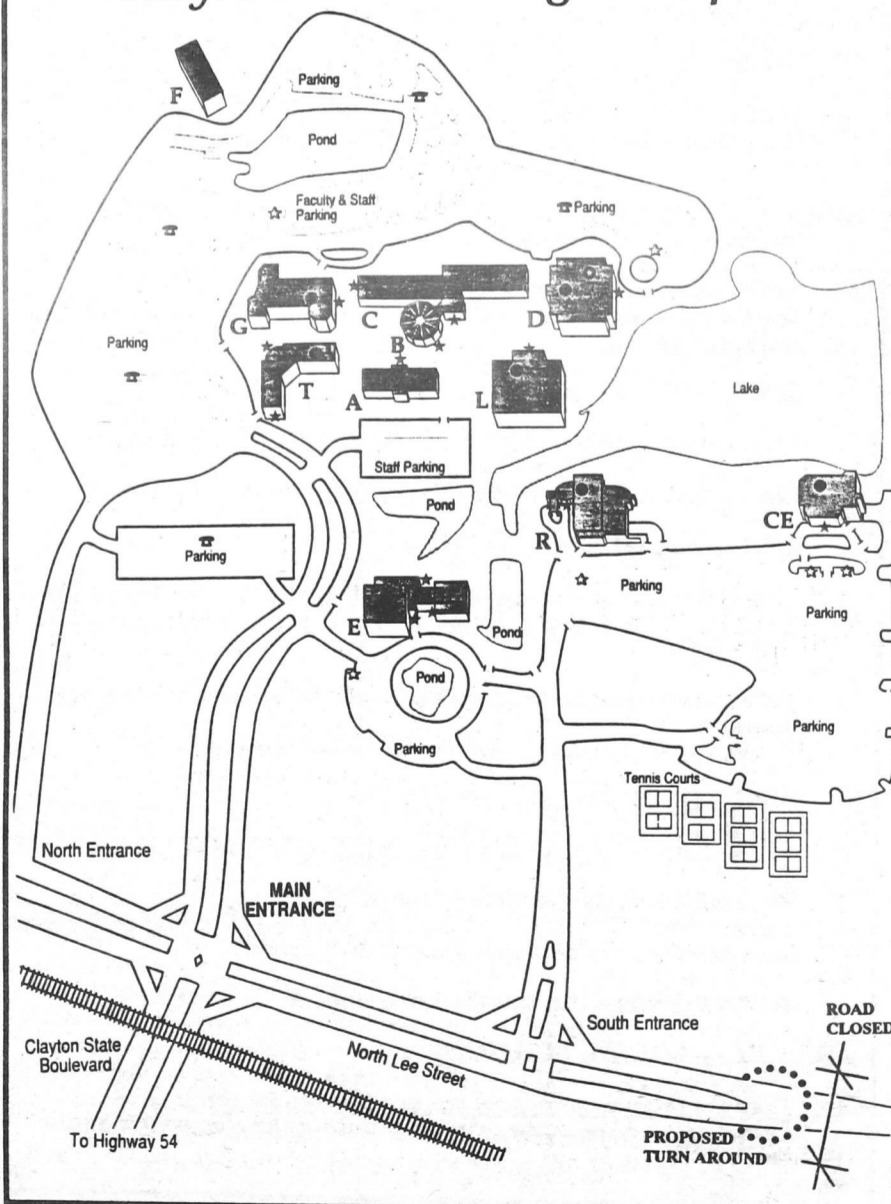 Parking
F
Pond
Faculty & Staff
Parking
Parking
G
C
D
B
Parking
T
A
L
Lake
Staff Parking
Pond
CE
R
Parking
Parking
Parking
E
Pond
Pond
Parking
Parking
Tennis Courts
North Entrance
MAIN
ENTRANCE
South Entrance
ROAD
CLOSED
Clayton State
Boulevard
North Lee Street
To Highway 54
PROPOSED
TURN AROUND